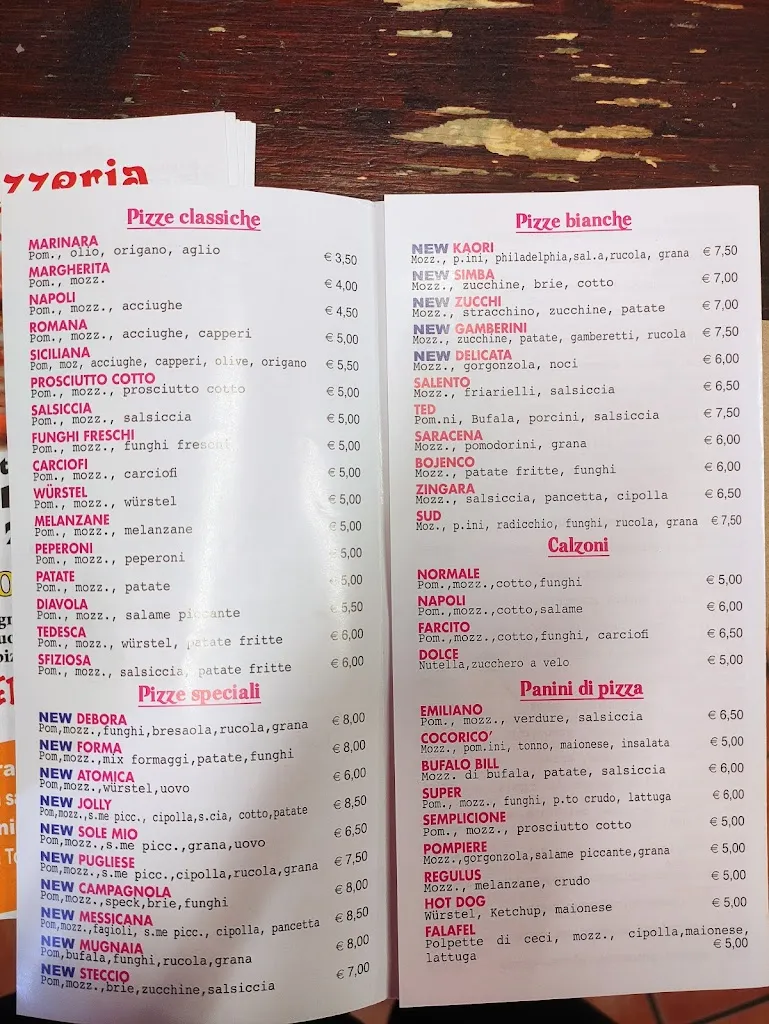 zzeria
Pizze classiche
MARINARA
Pom., olio, origano, aglio € 3,50
MARGHERITA
Pom., mozz. € 4,00
NAPOLI
Pom., mozz., acciughe € 4,50
ROMANA
Pom., mozz., acciughe, capperi € 5,00
SICILIANA
Pom, moz, acciughe, capperi, olive, origano € 5,50
PROSCIUTTO COTTO
Pom., mozz., prosciutto cotto € 5,00
SALSICCIA
Pom., mozz., salsiccia € 5,00
FUNGHI FRESCHI
Pom., mozz., funghi freschi € 5,00
CARCIOFI
Pom., mozz., carciofi € 5,00
WÜRSTEL
Pom., mozz., würstel € 5,00
MELANZANE
Pom., mozz., melanzane € 5,00
PEPERONI
Pom., mozz., peperoni € 5,00
PATATE
Pom., mozz., patate € 5,00
DIAVOLA
Pom., mozz., salame piccante € 5,50
TEDESCA
Pom., mozz., würstel, patate fritte € 6,00
SFIZIOSA
Pom., mozz., salsiccia, patate fritte € 6,00
Pizze speciali
NEW DEBORA
Pom,mozz.,funghi,bresaola,rucola,grana € 8,00
NEW FORMA
Pom,mozz.,mix formaggi,patate,funghi € 8,00
NEW ATOMICA
Pom,mozz.,würstel,uovo € 6,00
NEW JOLLY
Pom,mozz.,s.me picc., cipolla,s.cia, cotto,patate € 8,50
NEW SOLE MIO
Pom,mozz.,s.me picc.,grana,uovo € 6,50
NEW PUGLIESE
Pom,mozz.,s.me picc.,cipolla,rucola,grana € 7,50
NEW CAMPAGNOLA
Pom,mozz.,speck,brie,funghi € 8,00
NEW MESSICANA
Pom,mozz.,fagioli, s.me picc., cipolla, pancetta € 8,50
NEW MUGNAIA
Pom,bufala,funghi,rucola,grana € 8,00
NEW STECCIO
Pom,mozz.,brie,zucchine,salsiccia € 7,00
Pizze bianche
NEW KAORI
Mozz., p.ini, philadelphia,sal.a,rucola, grana € 7,50
NEW SIMBA
Mozz., zucchine, brie, cotto € 7,00
NEW ZUCCHI
Mozz., stracchino, zucchine, patate € 7,00
NEW GAMBERINI
Mozz., zucchine, patate, gamberetti, rucola € 7,50
NEW DELICATA
Mozz., gorgonzola, noci € 6,00
SALENTO
Mozz., friarielli, salsiccia € 6,50
TED
Pom.ni, Bufala, porcini, salsiccia € 7,50
SARACENA
Mozz., pomodorini, grana € 6,00
BOJENCO
Mozz., patate fritte, funghi € 6,00
ZINGARA
Mozz., salsiccia, pancetta, cipolla € 6,50
SUD
Moz., p.ini, radicchio, funghi, rucola, grana € 7,50
Calzoni
NORMALE
Pom.,mozz.,cotto,funghi € 5,00
NAPOLI
Pom.,mozz.,cotto,salame € 6,00
FARCITO
Pom.,mozz.,cotto,funghi, carciofi € 6,50
DOLCE
Nutella,zucchero a velo € 5,00
Panini di pizza
EMILIANO
Pom., mozz., verdure, salsiccia € 6,50
COCORICO'
Mozz., pom.ini, tonno, maionese, insalata € 5,00
BUFALO BILL
Mozz. di bufala, patate, salsiccia € 6,00
SUPER
Pom., mozz., funghi, p.to crudo, lattuga € 6,00
SEMPLICIONE
Pom., mozz., prosciutto cotto € 5,00
POMPIERE
Mozz.,gorgonzola,salame piccante,grana € 5,00
REGULUS
Mozz., melanzane, crudo € 5,00
HOT DOG
Würstel, Ketchup, maionese € 5,00
FALAFEL
Polpette di ceci, mozz., cipolla,maionese,
lattuga € 5,00